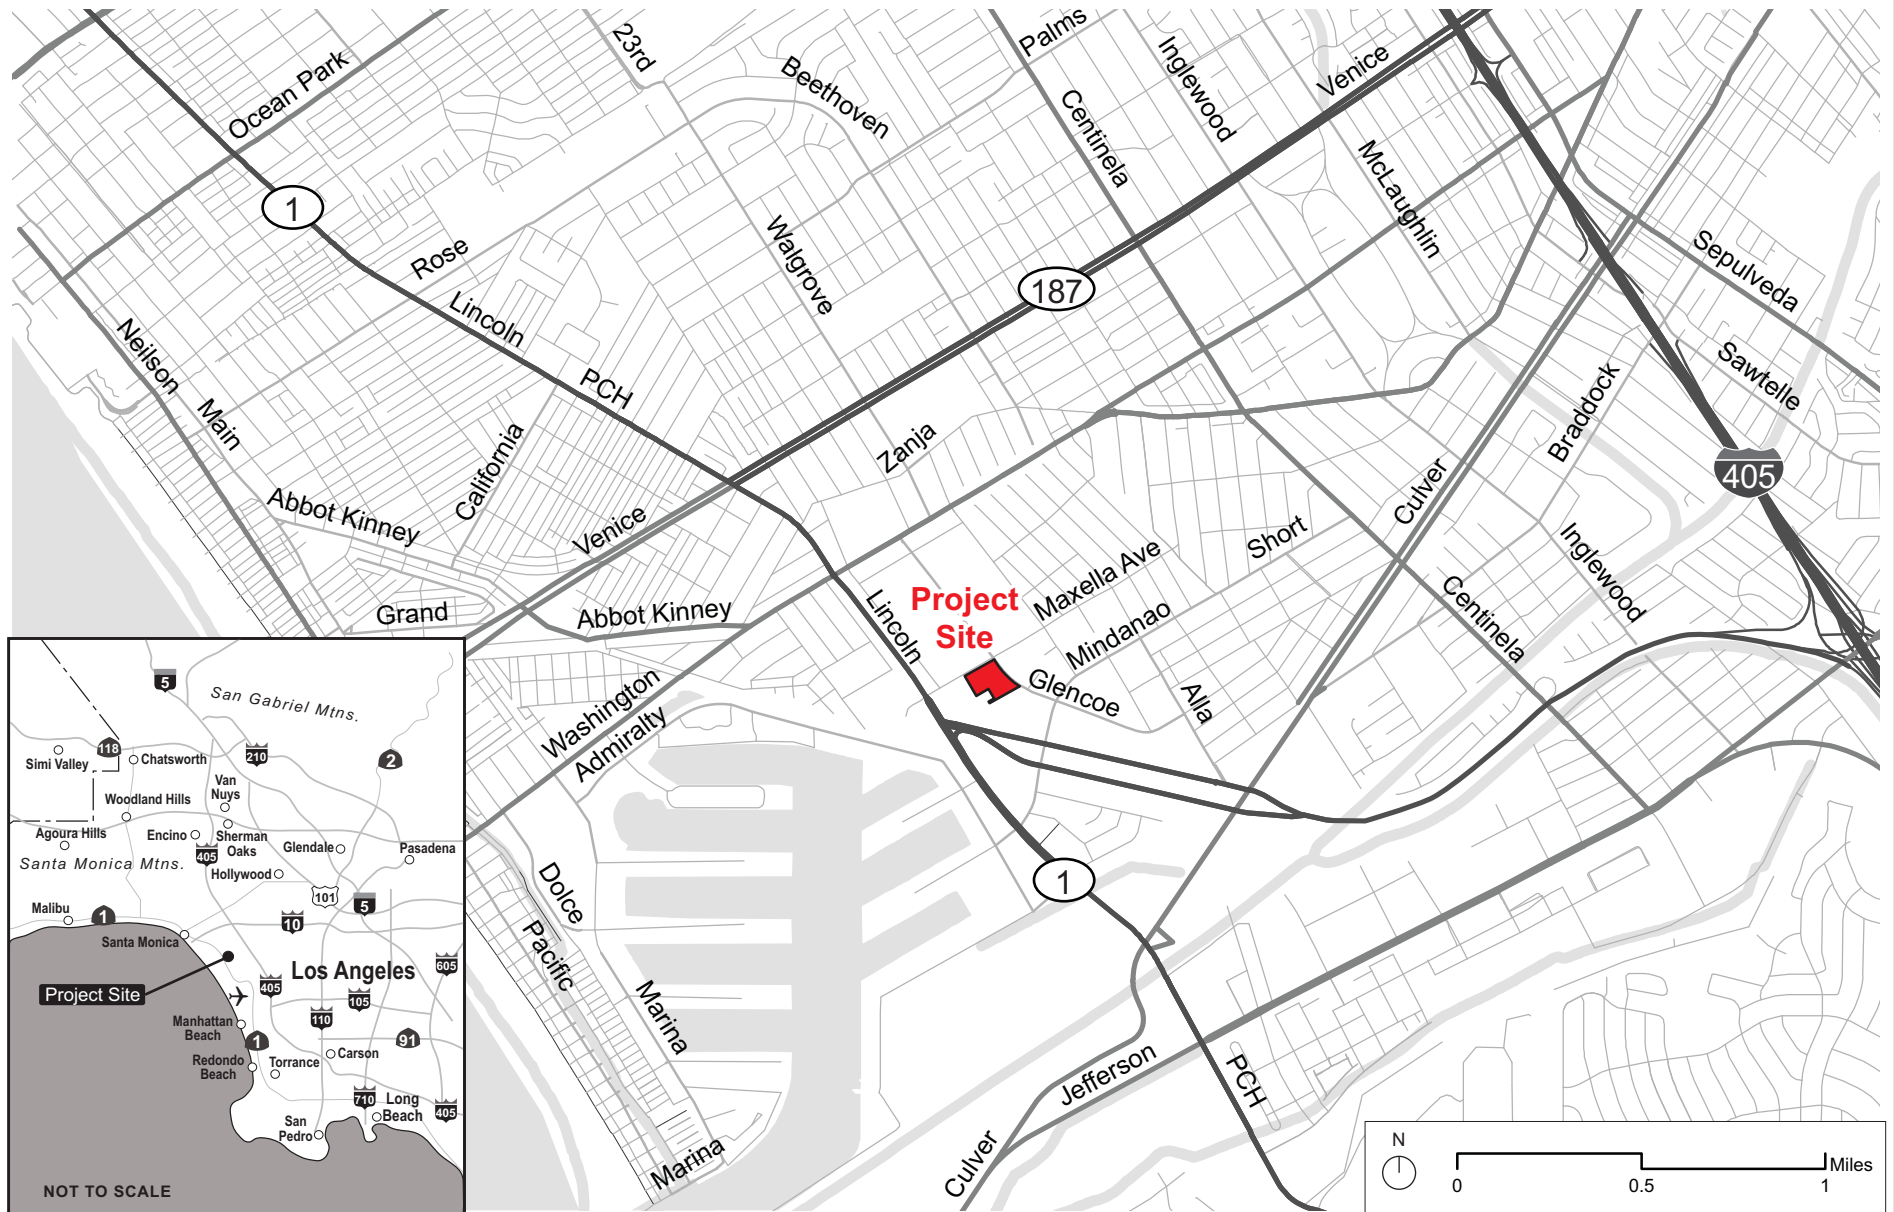 Ocean Park
23rd
Beethoven
Palms
Inglewood
Venice
Centinela
McLaughlin
1
Rose
Walgrove
187
Sepulveda
Lincoln
Neilson
Main
PCH
Sawtelle
Braddock
California
Zanja
405
Culver
Abbot Kinney
Venice
Short
Inglewood
Maxella Ave
Project
Site
Lincoln
Grand
Abbot Kinney
Mindanao
Centinela
Glencoe
Alla
Washington
Admiralty
1
Dolce
Pacific
Marina
Marina
Jefferson
PCH
Culver
5
San Gabriel Mtns.
118
Simi Valley
Chatsworth
210
2
Van
Nuys
Woodland Hills
Agoura Hills
Encino
Sherman
Oaks
Glendale
Pasadena
405
Santa Monica Mtns.
Hollywood
101
5
Malibu
1
10
Santa Monica
605
Los Angeles
405
Project Site
105
110
Manhattan
Beach
1
91
Redondo
Beach
Torrance
Carson
710
Long
Beach
405
San
Pedro
NOT TO SCALE
N
0
0.5
1
Miles